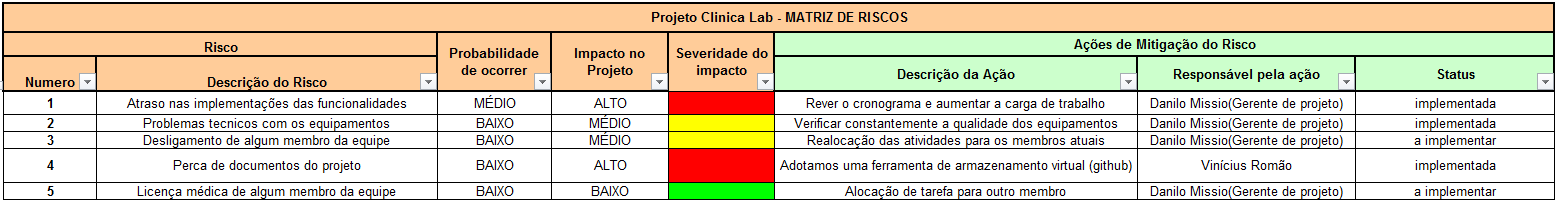 Projeto Clinica Lab - MATRIZ DE RISCOS
Risco
Probabilidade de ocorrer
Impacto no Projeto
Severidade do impacto
Ações de Mitigação do Risco
Numero
Descrição do Risco
Descrição da Ação
Responsável pela ação
Status
1 Atraso nas implementações das funcionalidades MÉDIO ALTO Rever o cronograma e aumentar a carga de trabalho Danilo Missio(Gerente de projeto) implementada
2 Problemas tecnicos com os equipamentos BAIXO MÉDIO Verificar constantemente a qualidade dos equipamentos Danilo Missio(Gerente de projeto) implementada
3 Desligamento de algum membro da equipe BAIXO MÉDIO Realocação das atividades para os membros atuais Danilo Missio(Gerente de projeto) a implementar
4 Perca de documentos do projeto BAIXO ALTO Adotamos uma ferramenta de armazenamento virtual (github) Vinícius Romão implementada
5 Licença médica de algum membro da equipe BAIXO BAIXO Alocação de tarefa para outro membro Danilo Missio(Gerente de projeto) a implementar